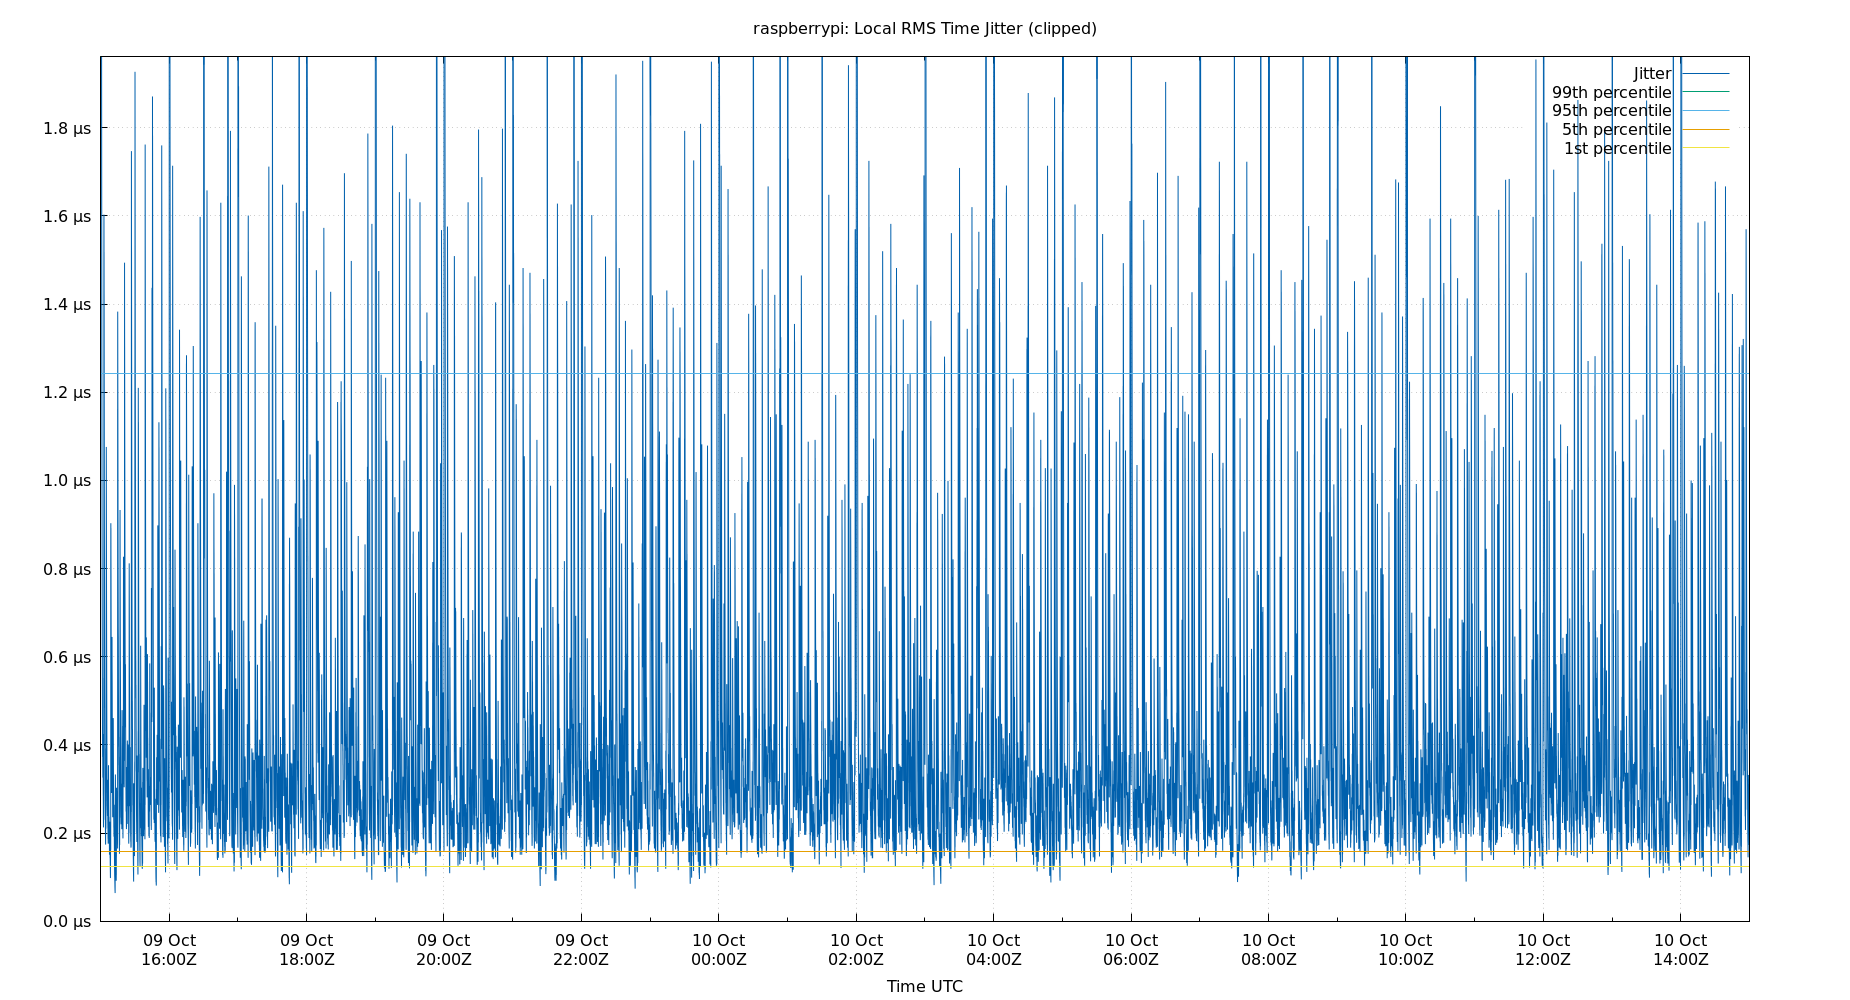 raspberrypi: Local RMS Time Jitter (clipped)
Jitter
99th percentile
95th percentile
5th percentile
1st percentile
1.8 µs
1.6 µs
1.4 µs
1.2 µs
1.0 µs
0.8 µs
0.6 µs
0.4 µs
0.2 µs
0.0 µs
09 Oct 09 Oct 09 Oct 09 Oct 10 Oct 10 Oct 10 Oct 10 Oct 10 Oct 10 Oct 10 Oct 10 Oct
16:00Z 18:00Z 20:00Z 22:00Z 00:00Z 02:00Z 04:00Z 06:00Z 08:00Z 10:00Z 12:00Z 14:00Z
Time UTC